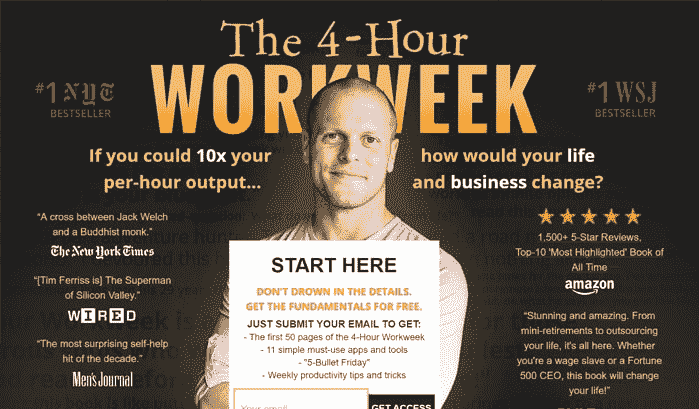 The 4-Hour
WORKWEEK
#1 NYT
BESTSELLER
#1 WSJ
BESTSELLER
If you could 10x your
per-hour output...
how would your life
and business change?
"A cross between Jack Welch
and a Buddhist monk."
The New York Times
"[Tim Ferriss is] The Superman
of Silicon Valley."
WIRED
"The most surprising self-help
hit of the decade."
Men's Journal
START HERE
DON'T DROWN IN THE DETAILS.
GET THE FUNDAMENTALS FOR FREE.
JUST SUBMIT YOUR EMAIL TO GET:
- The first 50 pages of the 4-Hour Workweek
- 11 simple must-use apps and tools
- "5-Bullet Friday"
- Weekly productivity tips and tricks
Your email
GET ACCESS
1,500+ 5-Star Reviews,
Top-10 'Most Highlighted' Book of
All Time
amazon
"Stunning and amazing. From
mini-retirements to outsourcing
your life, it's all here. Whether
you're a wage slave or a Fortune
500 CEO, this book will change
your life!"